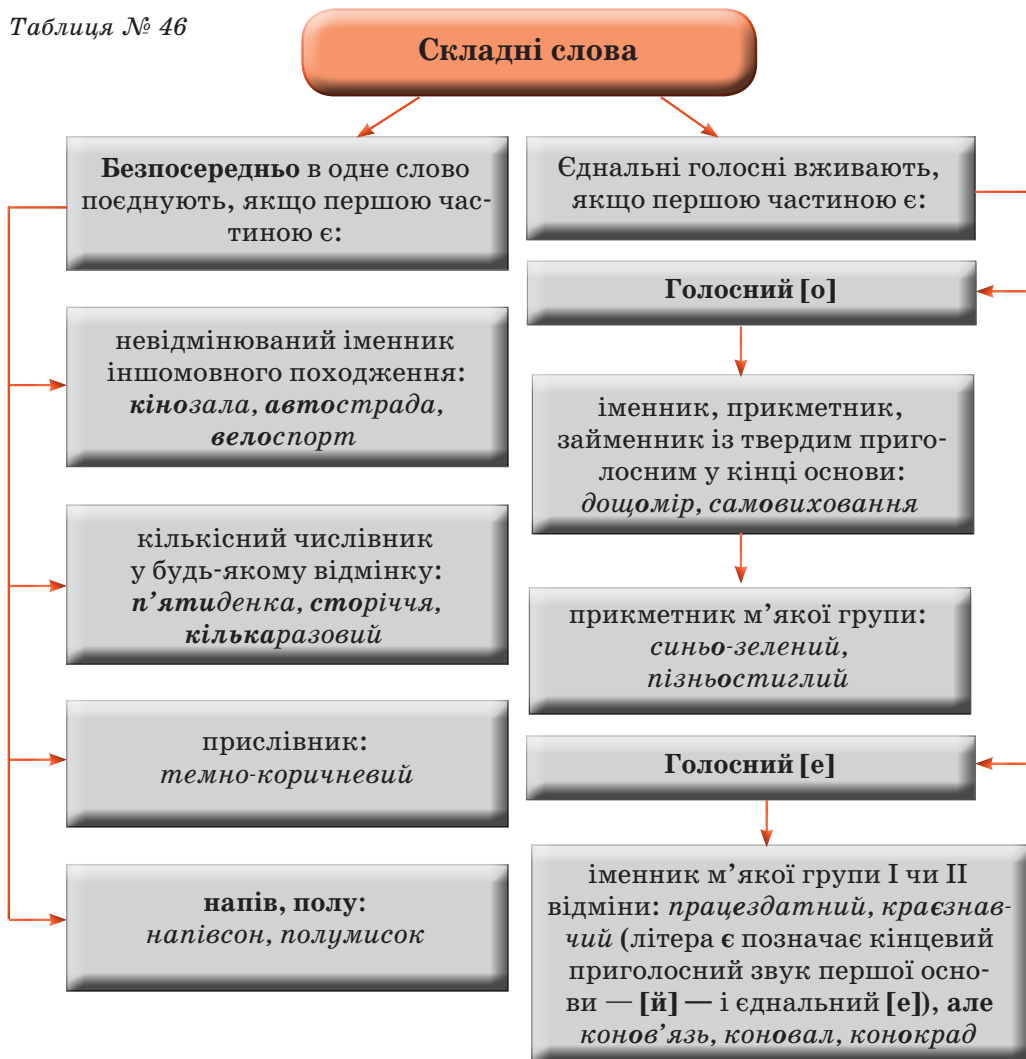 Таблиця № 46
Складні слова
Безпосередньо в одне слово
поєднують, якщо першою час-
тиною є:
невідмінюваний іменник
іншомовного походження:
кінозала, автострада,
велоспорт
кількісний числівник
у будь-якому відмінку:
п’ятиденка, сторіччя,
кількаразовий
прислівник:
темно-коричневий
напів, полу:
напівсон, полумисок
Єднальні голосні вживають,
якщо першою частиною є:
Голосний [о]
іменник, прикметник,
займенник із твердим приго-
лосним у кінці основи:
дощомір, самовиховання
прикметник м’якої групи:
синьо-зелений,
пізньостиглий
Голосний [е]
іменник м’якої групи І чи ІІ
відміни: працездатний, краєзнав-
чий (літера є позначає кінцевий
приголосний звук першої осно-
ви — [й] — і єднальний [е]), але
конов’язь, коновал, конокрад